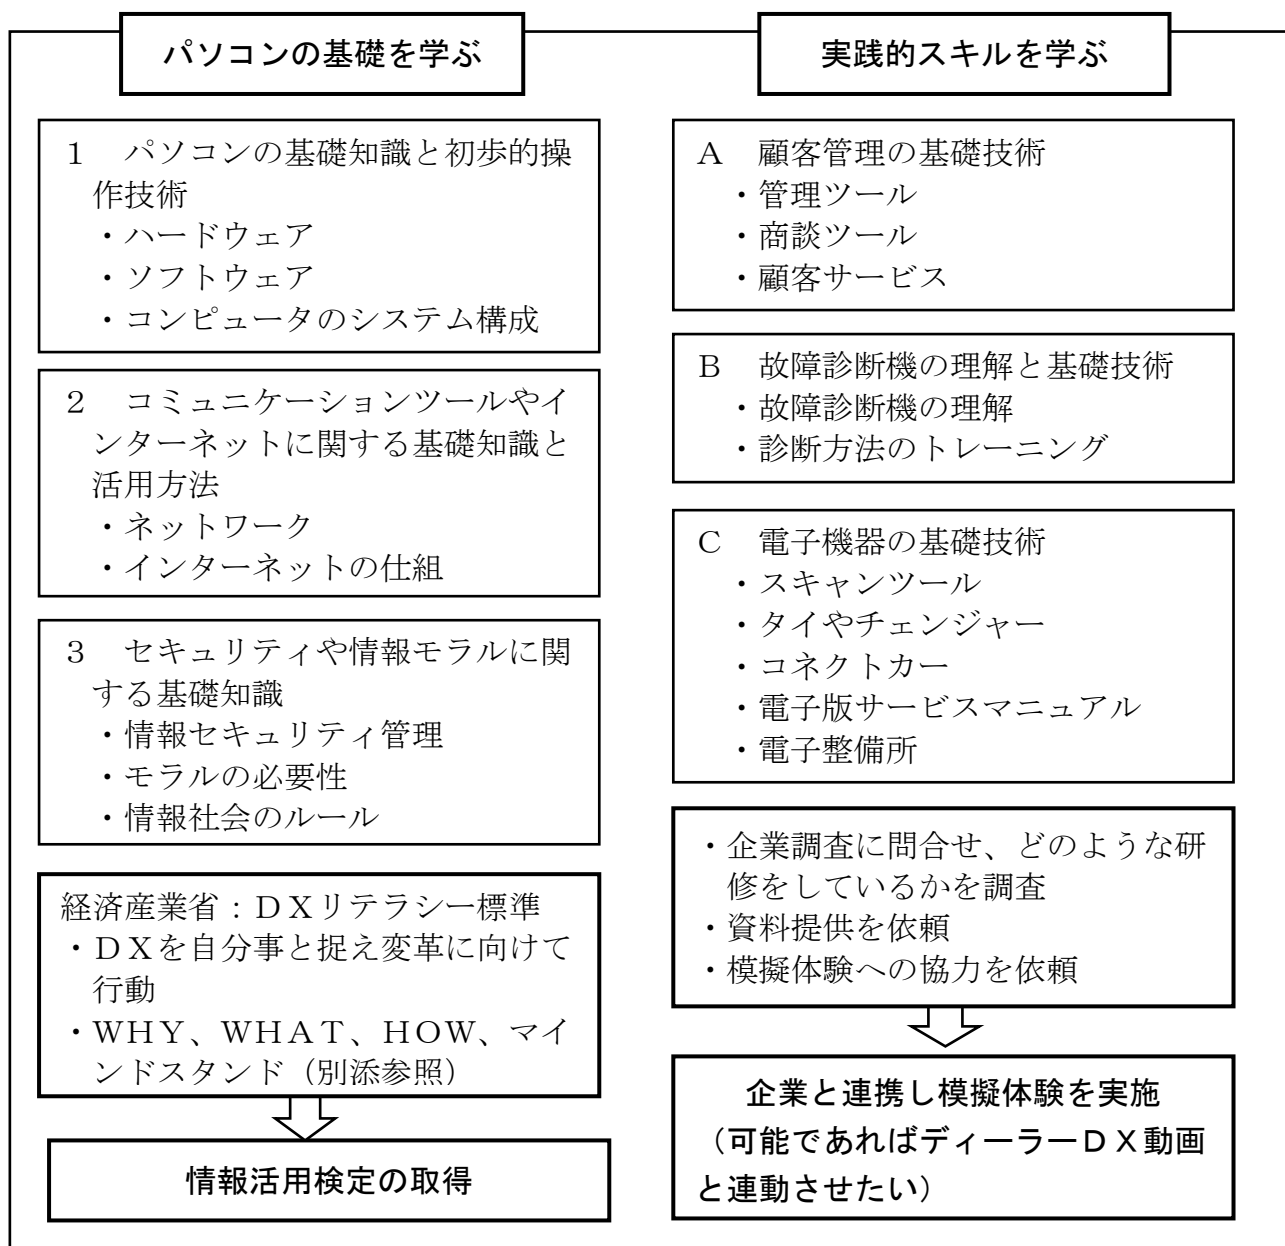 パソコンの基礎を学ぶ
1 パソコンの基礎知識と初歩的操
作技術
・ハードウェア
・ソフトウェア
・コンピュータのシステム構成
2 コミュニケーションツールやイ
ンターネットに関する基礎知識と
活用方法
・ネットワーク
・インターネットの仕組
3 セキュリティや情報モラルに関
する基礎知識
・情報セキュリティ管理
・モラルの必要性
・情報社会のルール
経済産業省：ＤＸリテラシー標準
・ＤＸを自分事と捉え変革に向けて
行動
・ＷＨＹ、ＷＨＡＴ、ＨＯＷ、マイ
ンドスタンド（別添参照）
情報活用検定の取得
実践的スキルを学ぶ
Ａ 顧客管理の基礎技術
・管理ツール
・商談ツール
・顧客サービス
Ｂ 故障診断機の理解と基礎技術
・故障診断機の理解
・診断方法のトレーニング
Ｃ 電子機器の基礎技術
・スキャンツール
・タイやチェンジャー
・コネクトカー
・電子版サービスマニュアル
・電子整備所
・企業調査に問合せ、どのような研
修をしているかを調査
・資料提供を依頼
・模擬体験への協力を依頼
企業と連携し模擬体験を実施
（可能であればディーラーＤＸ動画
と連動させたい）